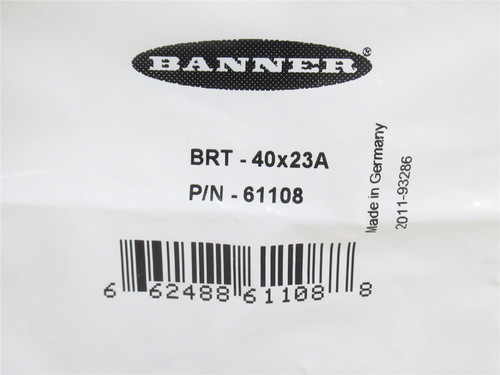 BANNER®
BRT - 40x23A
P/N - 61108
Made in Germany
2011-93286
6 62488 61108 8